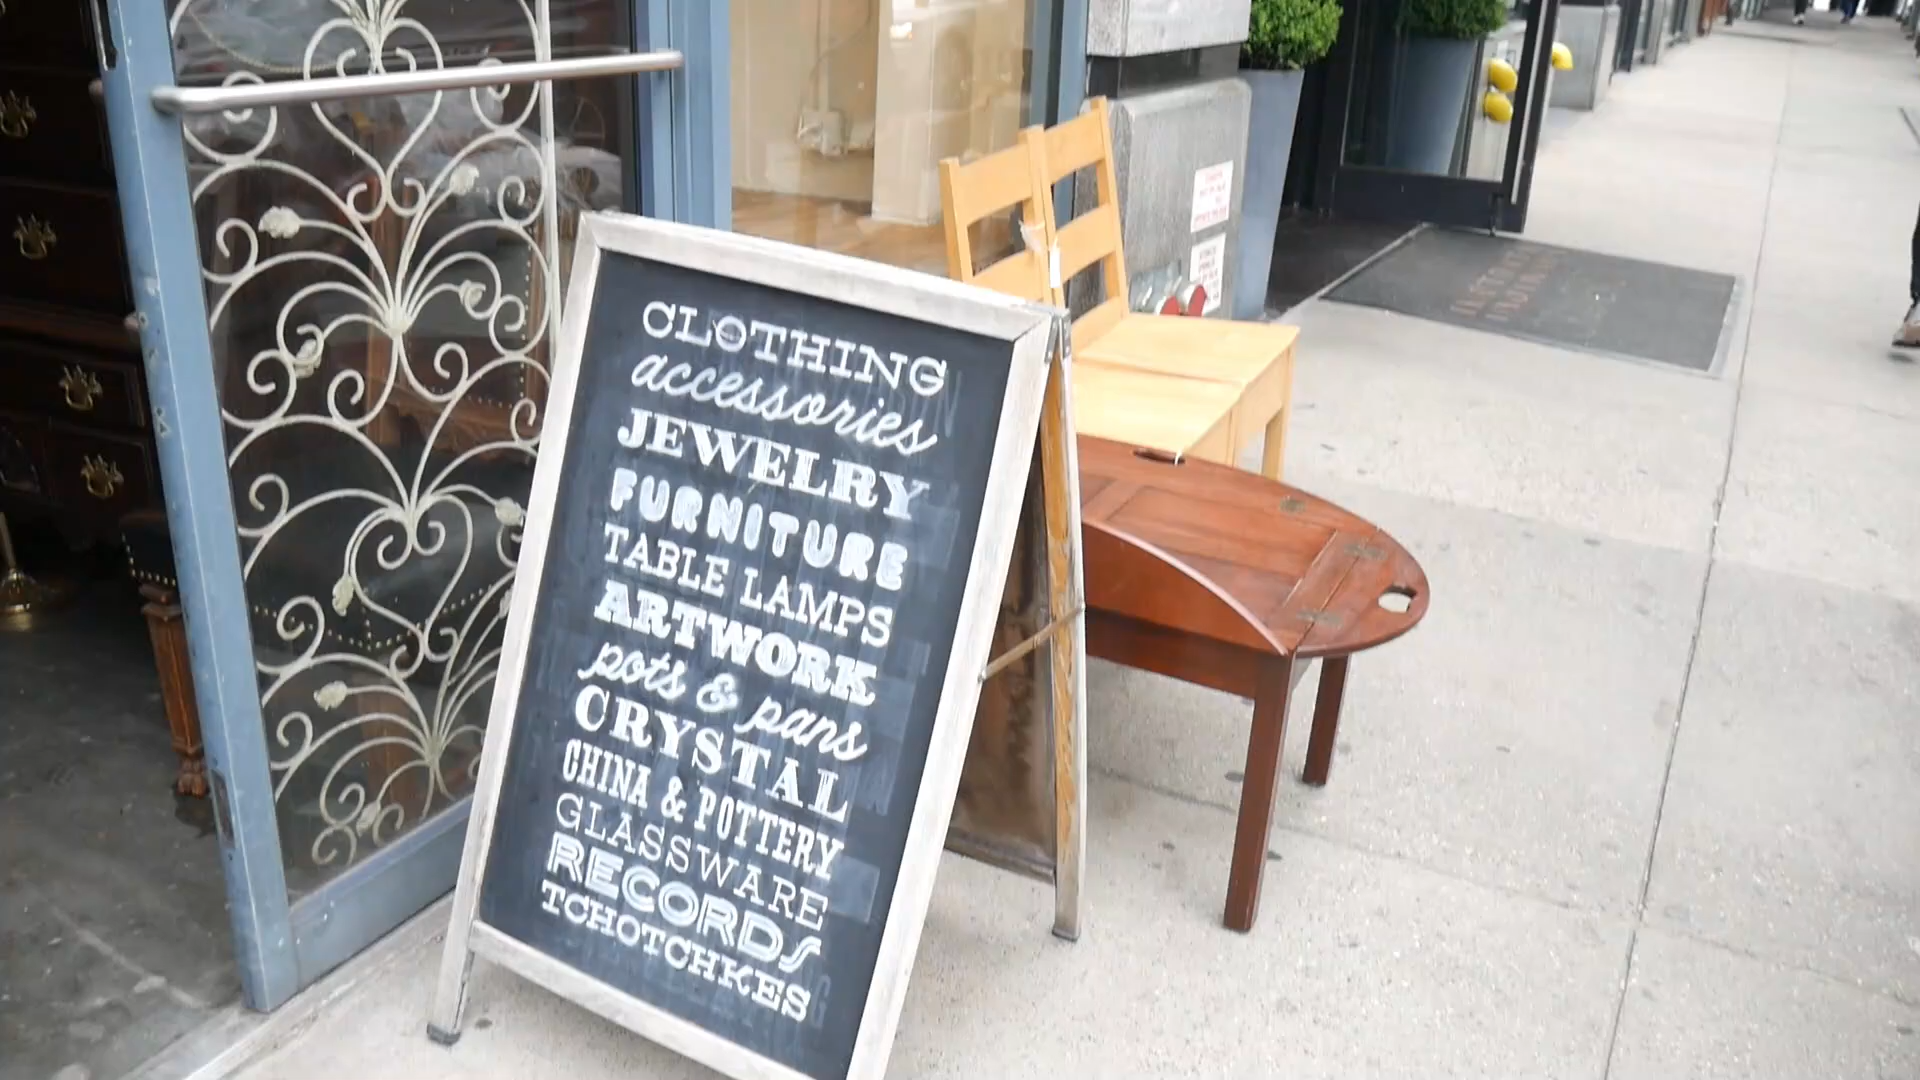 CLOTHING
accessories
JEWELRY
FURNITURE
TABLE LAMPS
ARTWORK
pots & pans
CRYSTAL
CHINA & POTTERY
GLASSWARE
RECORDS
TCHOTCHKES